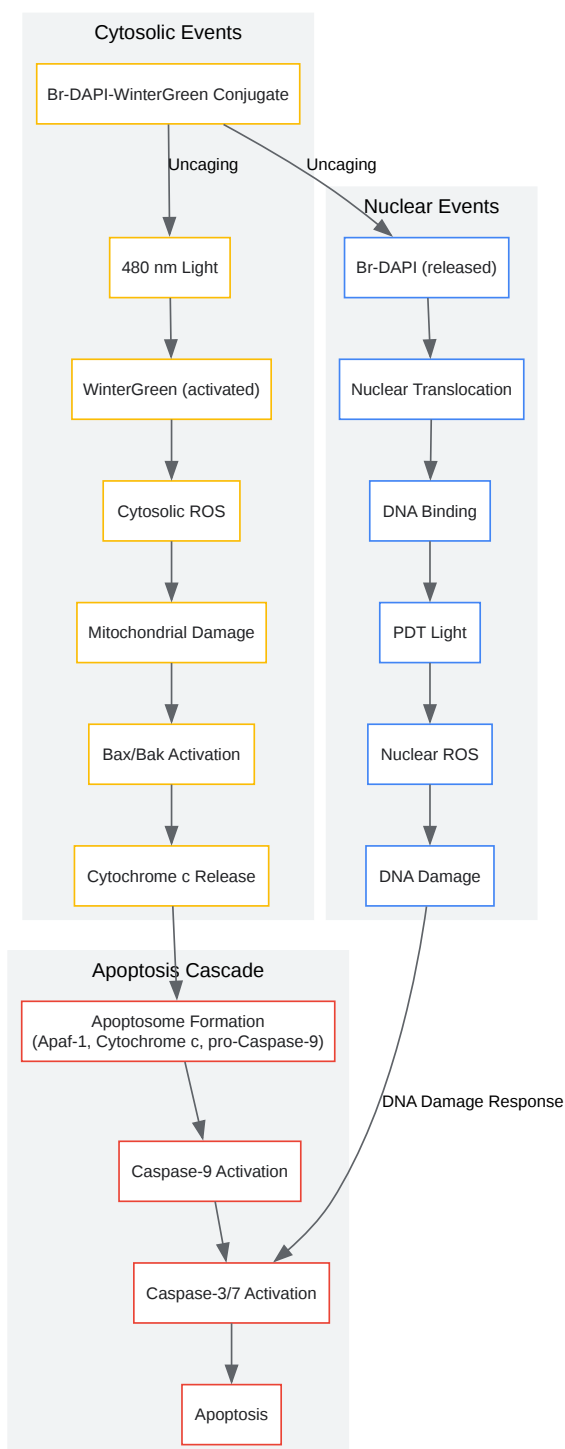 Cytosolic Events
Br-DAPI-WinterGreen Conjugate
Uncaging
Uncaging
Nuclear Events
480 nm Light
Br-DAPI (released)
WinterGreen (activated)
Nuclear Translocation
Cytosolic ROS
DNA Binding
Mitochondrial Damage
PDT Light
Bax/Bak Activation
Nuclear ROS
Cytochrome c Release
DNA Damage
Apoptosis Cascade
Apoptosome Formation
(Apaf-1, Cytochrome c, pro-Caspase-9)
DNA Damage Response
Caspase-9 Activation
Caspase-3/7 Activation
Apoptosis